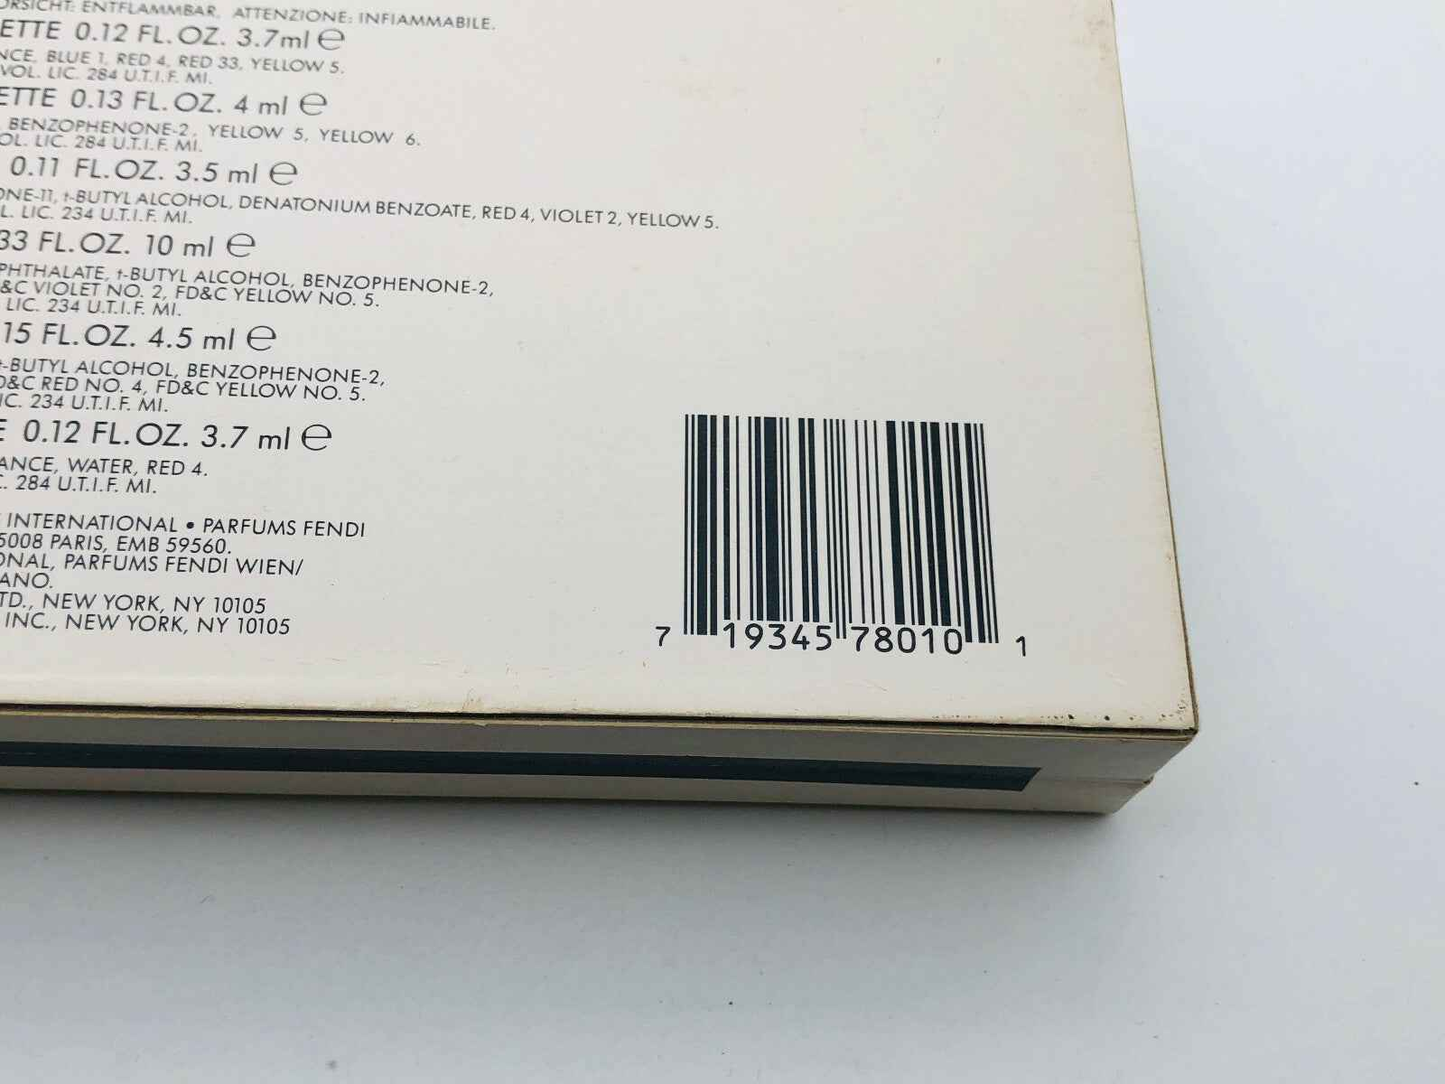 ENTFLAMMBAR, ATTENZIONE: INFIAMMABILE.
ETTE 0.12 FL.OZ. 3.7ml ℮
NCE, BLUE 1, RED 4, RED 33, YELLOW 5.
VOL. LIC. 284 U.T.I.F. MI.
ETTE 0.13 FL.OZ. 4 ml ℮
BENZOPHENONE-2, YELLOW 5, YELLOW 6.
OL. LIC. 284 U.T.I.F. MI.
0.11 FL.OZ. 3.5 ml ℮
ONE-11, t-BUTYL ALCOHOL, DENATONIUM BENZOATE, RED 4, VIOLET 2, YELLOW 5.
L. LIC. 234 U.T.I.F. MI.
33 FL.OZ. 10 ml ℮
PHTHALATE, t-BUTYL ALCOHOL, BENZOPHENONE-2,
&C VIOLET NO. 2, FD&C YELLOW NO. 5.
LIC. 234 U.T.I.F. MI.
15 FL.OZ. 4.5 ml ℮
t-BUTYL ALCOHOL, BENZOPHENONE-2,
D&C RED NO. 4, FD&C YELLOW NO. 5.
IC. 234 U.T.I.F. MI.
E 0.12 FL.OZ. 3.7 ml ℮
ANCE, WATER, RED 4.
C. 284 U.T.I.F. MI.
INTERNATIONAL • PARFUMS FENDI
5008 PARIS, EMB 59560.
ONAL, PARFUMS FENDI WIEN/
ANO.
TD., NEW YORK, NY 10105
INC., NEW YORK, NY 10105
7 19345 78010 1